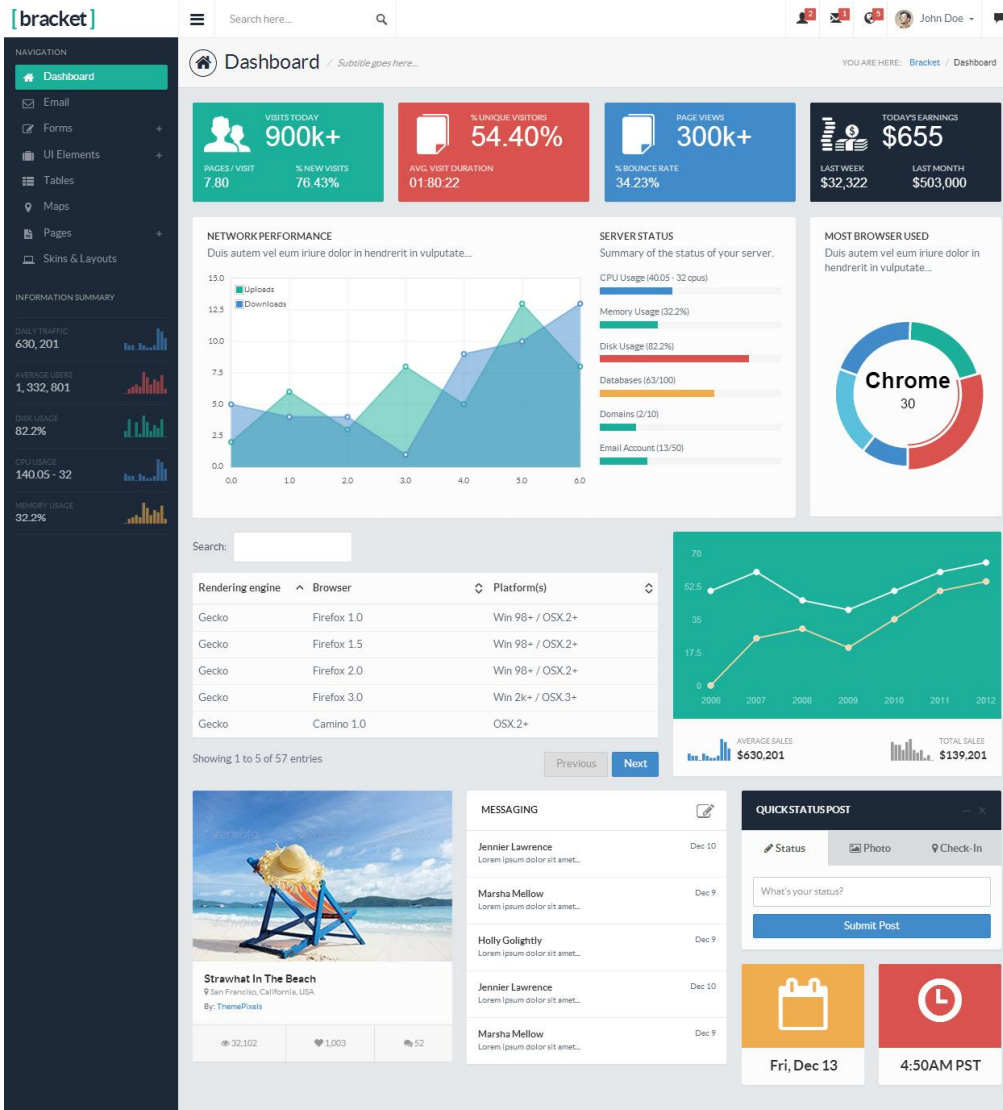 [bracket]
Search here...
2
1
5
John Doe
NAVIGATION
Dashboard
Email
Forms +
UI Elements +
Tables
Maps
Pages +
Skins & Layouts
INFORMATION SUMMARY
DAILY TRAFFIC
630, 201
AVERAGE USERS
1, 332, 801
DISK USAGE
82.2%
CPU USAGE
140.05 - 32
MEMORY USAGE
32.2%
Dashboard / Subtitle goes here...
YOU ARE HERE: Bracket / Dashboard
VISITS TODAY
900k+
PAGES / VISIT % NEW VISITS
7.80 76.43%
% UNIQUE VISITORS
54.40%
AVG. VISIT DURATION
01:80:22
PAGE VIEWS
300k+
% BOUNCE RATE
34.23%
TODAY'S EARNINGS
$655
LAST WEEK LAST MONTH
$32,322 $503,000
NETWORK PERFORMANCE
Duis autem vel eum iriure dolor in hendrerit in vulputate...
Uploads
Downloads
15.0
12.5
10.0
7.5
5.0
2.5
0.0
0.0 1.0 2.0 3.0 4.0 5.0 6.0
SERVER STATUS
Summary of the status of your server.
CPU Usage (40.05 - 32 cpus)
Memory Usage (32.2%)
Disk Usage (82.2%)
Databases (63/100)
Domains (2/10)
Email Account (13/50)
MOST BROWSER USED
Duis autem vel eum iriure dolor in
hendrerit in vulputate...
Chrome
30
Search:
Rendering engine Browser Platform(s)
Gecko Firefox 1.0 Win 98+ / OSX.2+
Gecko Firefox 1.5 Win 98+ / OSX.2+
Gecko Firefox 2.0 Win 98+ / OSX.2+
Gecko Firefox 3.0 Win 2k+ / OSX.3+
Gecko Camino 1.0 OSX.2+
Showing 1 to 5 of 57 entries
Previous Next
70
52.5
35
17.5
0
2006 2007 2008 2009 2010 2011 2012
AVERAGE SALES
$630,201
TOTAL SALES
$139,201
Strawhat In The Beach
San Franciso, California, USA
By: ThemePixels
32,102 1,003 52
MESSAGING
Jennier Lawrence Dec 10
Lorem ipsum dolor sit amet...
Marsha Mellow Dec 9
Lorem ipsum dolor sit amet...
Holly Golightly Dec 9
Lorem ipsum dolor sit amet...
Jennier Lawrence Dec 10
Lorem ipsum dolor sit amet...
Marsha Mellow Dec 9
Lorem ipsum dolor sit amet...
QUICK STATUS POST
Status Photo Check-In
What's your status?
Submit Post
Fri, Dec 13
4:50AM PST